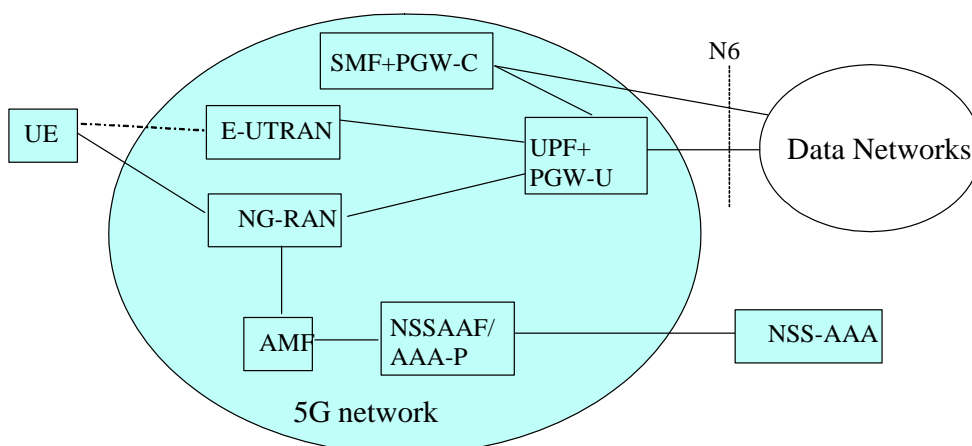 SMF+PGW-C
N6
UE
E-UTRAN
UPF+
PGW-U
Data Networks
NG-RAN
AMF
NSSAAF/
AAA-P
NSS-AAA
5G network